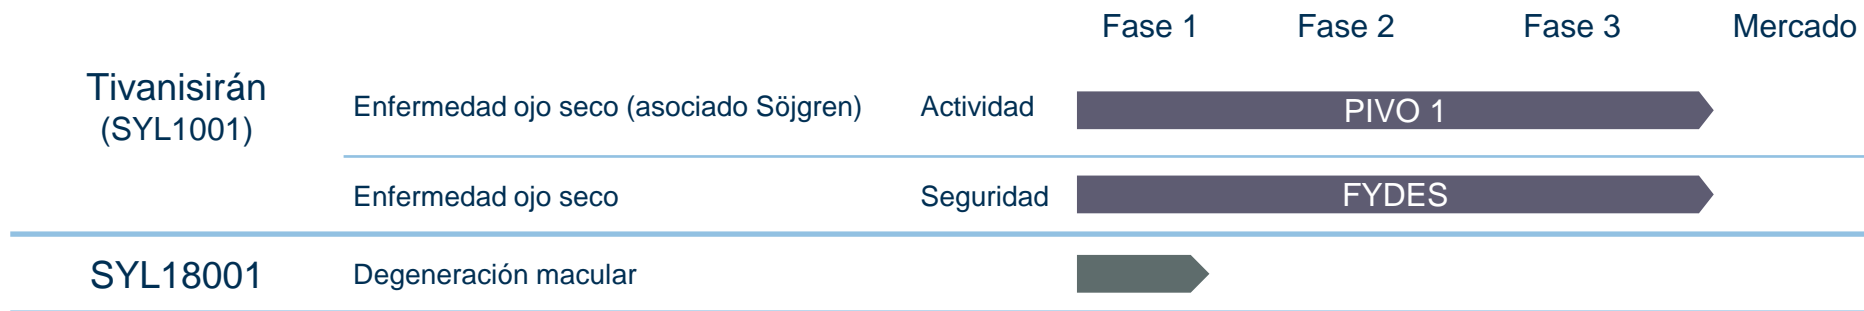 Fase 1 Fase 2 Fase 3 Mercado
Tivanisirán
(SYL1001)
Enfermedad ojo seco (asociado Söjgren) Actividad PIVO 1
Enfermedad ojo seco Seguridad FYDES
SYL18001 Degeneración macular